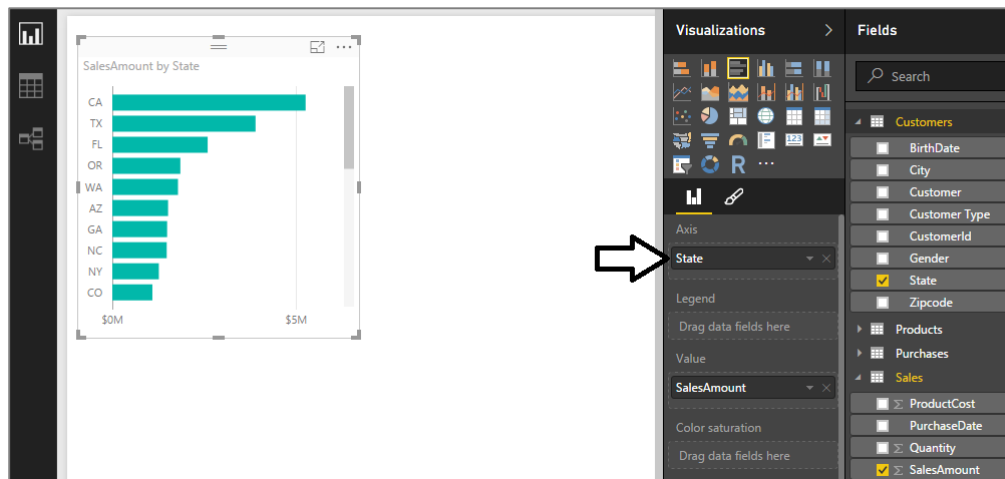 SalesAmount by State
CA
TX
FL
OR
WA
AZ
GA
NC
NY
CO
$0M
$5M
Visualizations
123
R
Axis
State
Legend
Drag data fields here
Value
SalesAmount
Color saturation
Drag data fields here
Fields
Search
Customers
BirthDate
City
Customer
Customer Type
CustomerId
Gender
State
Zipcode
Products
Purchases
Sales
Σ ProductCost
PurchaseDate
Σ Quantity
Σ SalesAmount